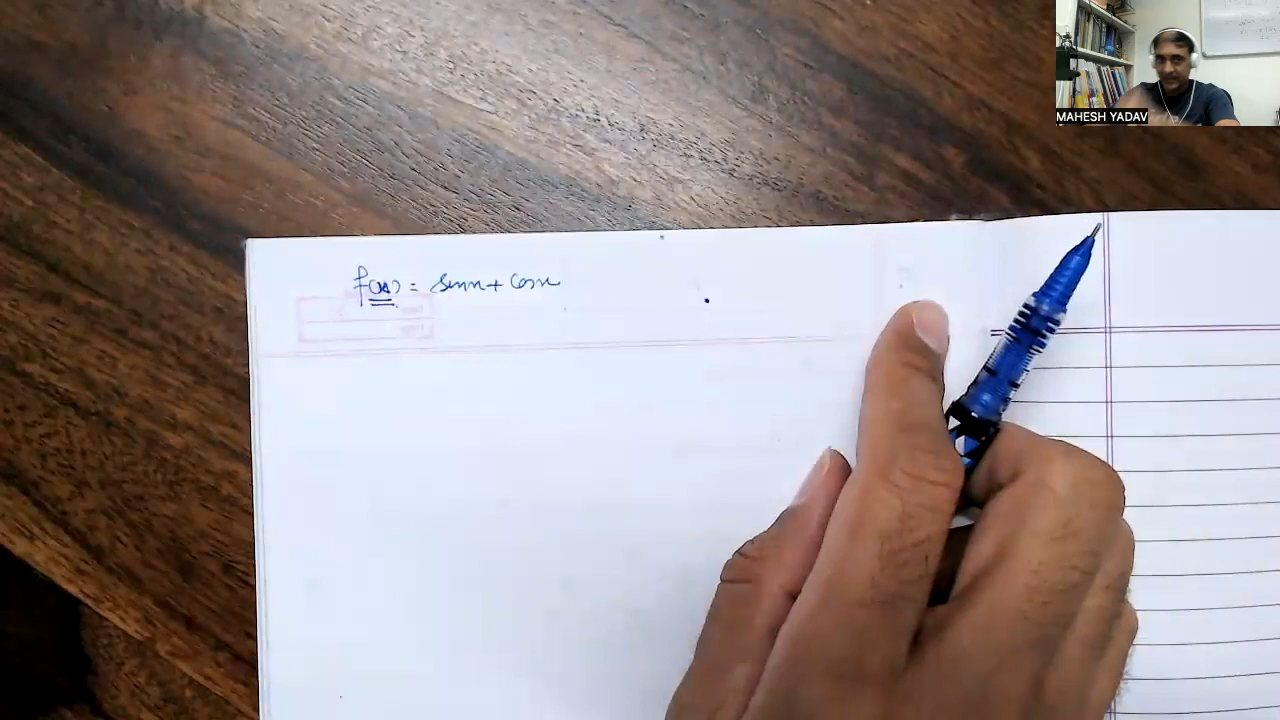 MAHESH YADAV
f(x) = sinx + cosx